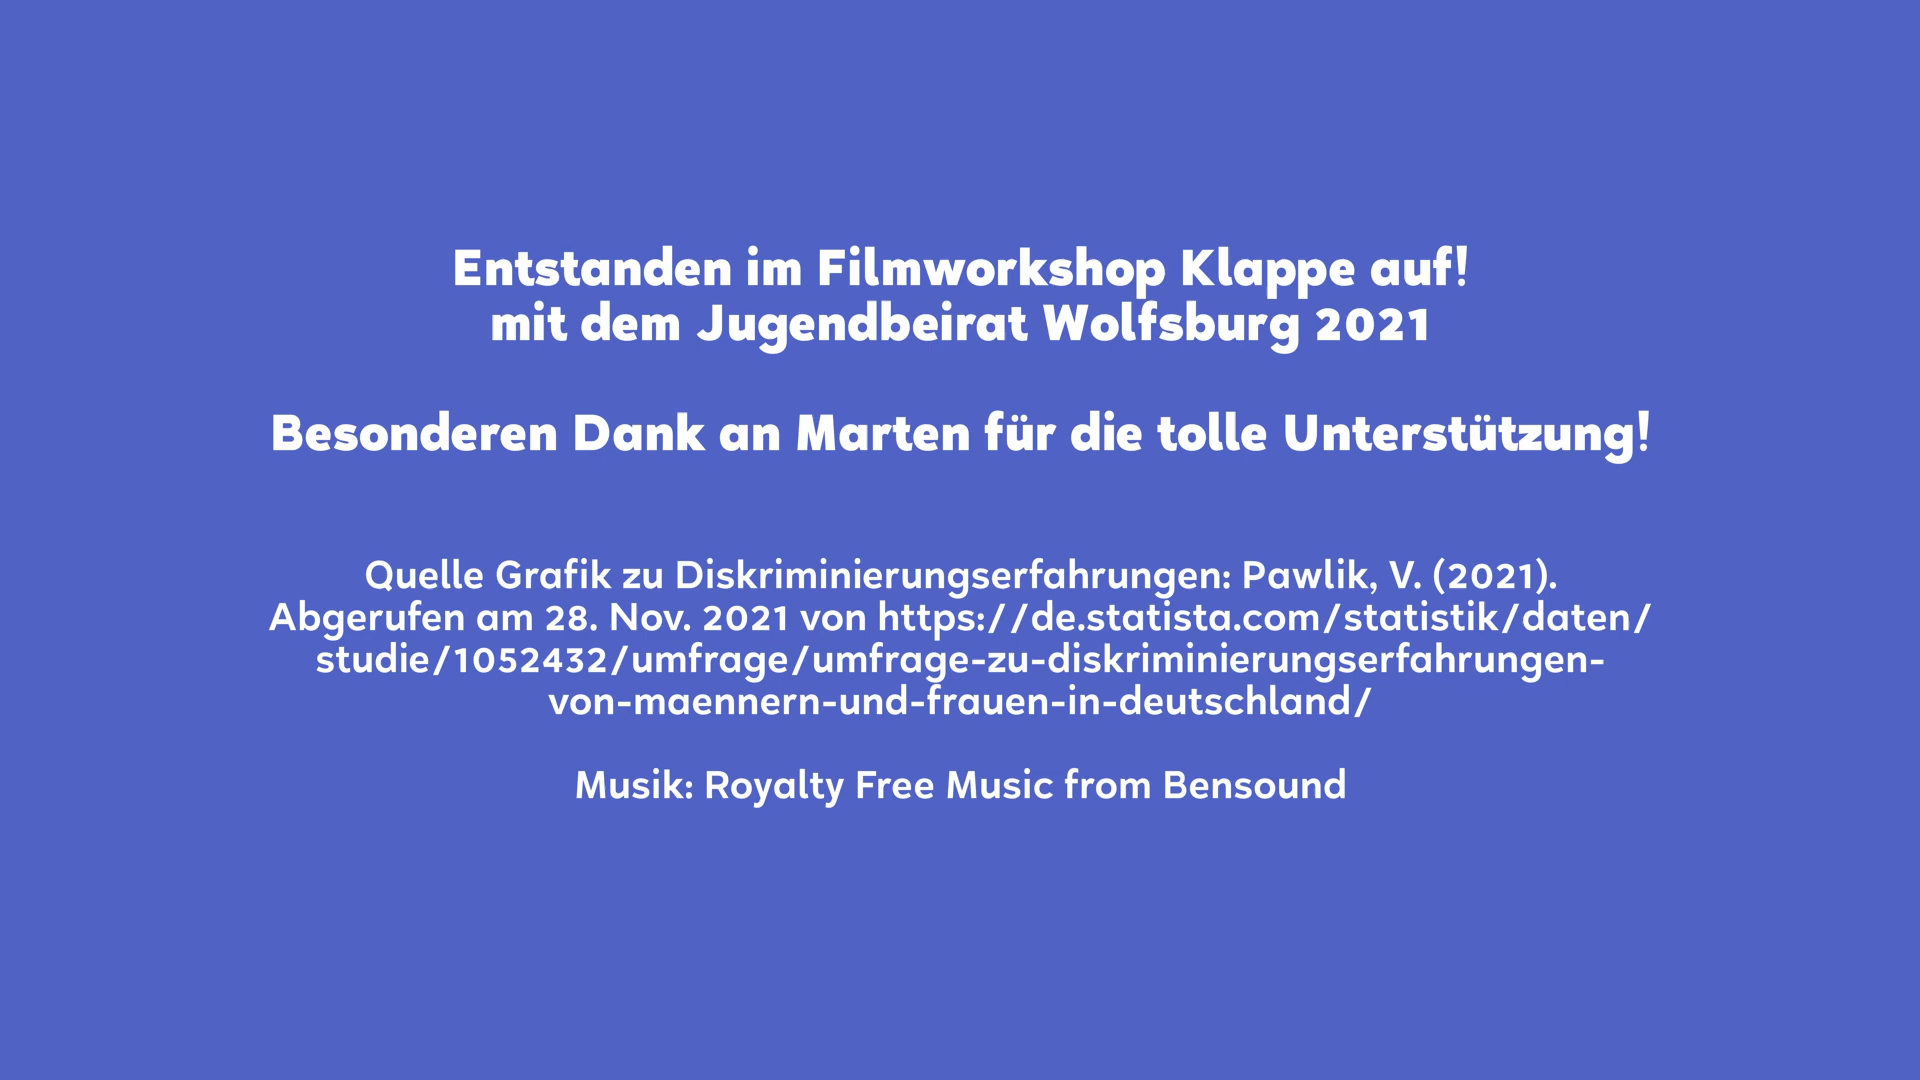 Entstanden im Filmworkshop Klappe auf!
mit dem Jugendbeirat Wolfsburg 2021
Besonderen Dank an Marten für die tolle Unterstützung!
Quelle Grafik zu Diskriminierungserfahrungen: Pawlik, V. (2021).
Abgerufen am 28. Nov. 2021 von https://de.statista.com/statistik/daten/
studie/1052432/umfrage/umfrage-zu-diskriminierungserfahrungen-
von-maennern-und-frauen-in-deutschland/
Musik: Royalty Free Music from Bensound